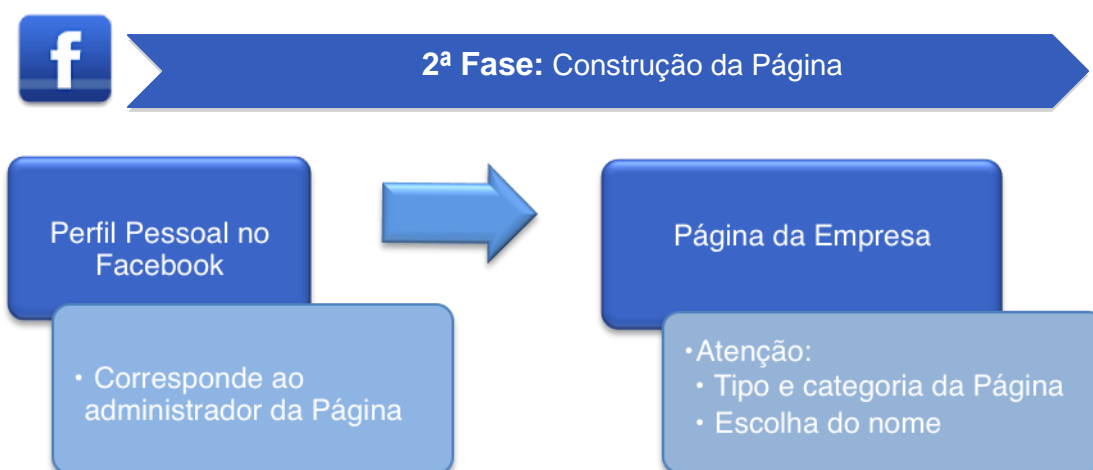 f
2ª Fase: Construção da Página
Perfil Pessoal no
Facebook
• Corresponde ao
administrador da Página
Página da Empresa
•Atenção:
• Tipo e categoria da Página
• Escolha do nome